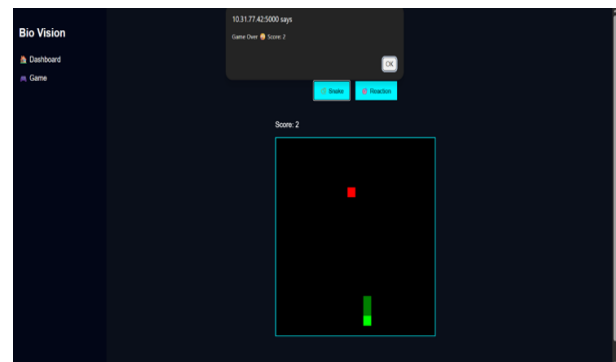 Bio Vision
Dashboard
Game
10.31.77.42:5000 says
Game Over 😄 Score: 2
OK
Snake
Reaction
Score: 2